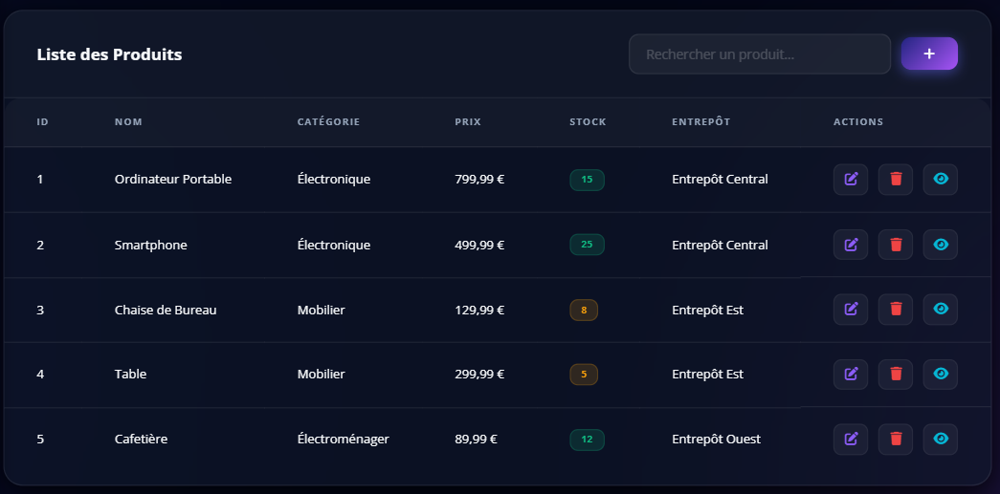 Liste des Produits
Rechercher un produit...
+
ID NOM CATÉGORIE PRIX STOCK ENTREPÔT ACTIONS
1 Ordinateur Portable Électronique 799,99 € 15 Entrepôt Central
2 Smartphone Électronique 499,99 € 25 Entrepôt Central
3 Chaise de Bureau Mobilier 129,99 € 8 Entrepôt Est
4 Table Mobilier 299,99 € 5 Entrepôt Est
5 Cafetière Électroménager 89,99 € 12 Entrepôt Ouest